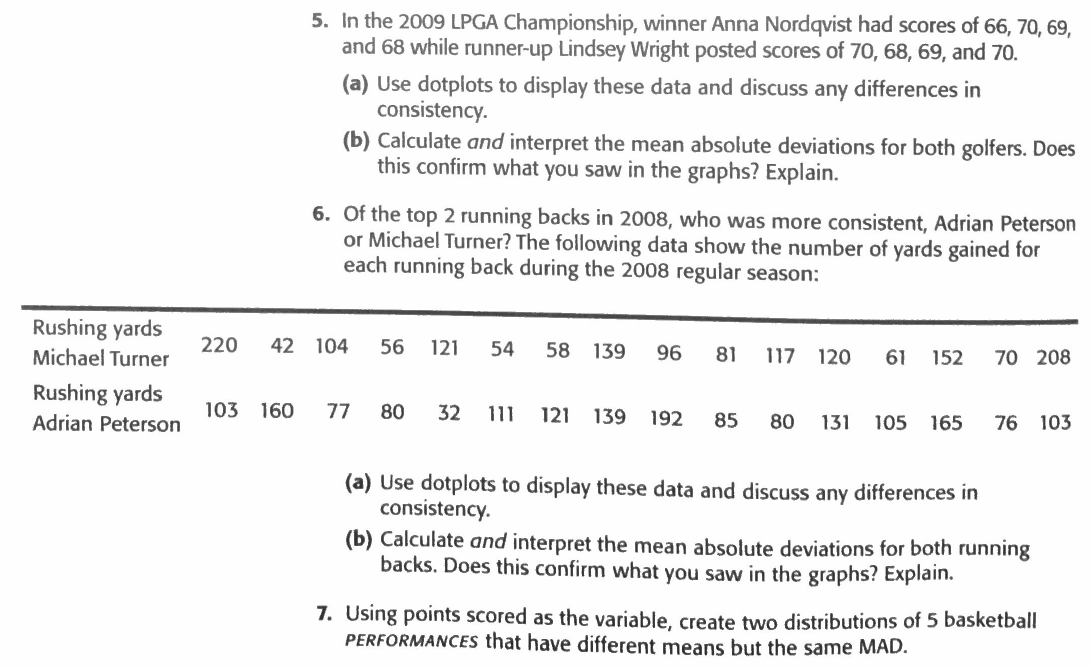 5. In the 2009 LPGA Championship, winner Anna Nordqvist had scores of 66, 70, 69,
and 68 while runner-up Lindsey Wright posted scores of 70, 68, 69, and 70.
(a) Use dotplots to display these data and discuss any differences in
consistency.
(b) Calculate and interpret the mean absolute deviations for both golfers. Does
this confirm what you saw in the graphs? Explain.
6. Of the top 2 running backs in 2008, who was more consistent, Adrian Peterson
or Michael Turner? The following data show the number of yards gained for
each running back during the 2008 regular season:
Rushing yards
Michael Turner 220 42 104 56 121 54 58 139 96 81 117 120 61 152 70 208
Rushing yards
Adrian Peterson 103 160 77 80 32 111 121 139 192 85 80 131 105 165 76 103
(a) Use dotplots to display these data and discuss any differences in
consistency.
(b) Calculate and interpret the mean absolute deviations for both running
backs. Does this confirm what you saw in the graphs? Explain.
7. Using points scored as the variable, create two distributions of 5 basketball
PERFORMANCES that have different means but the same MAD.